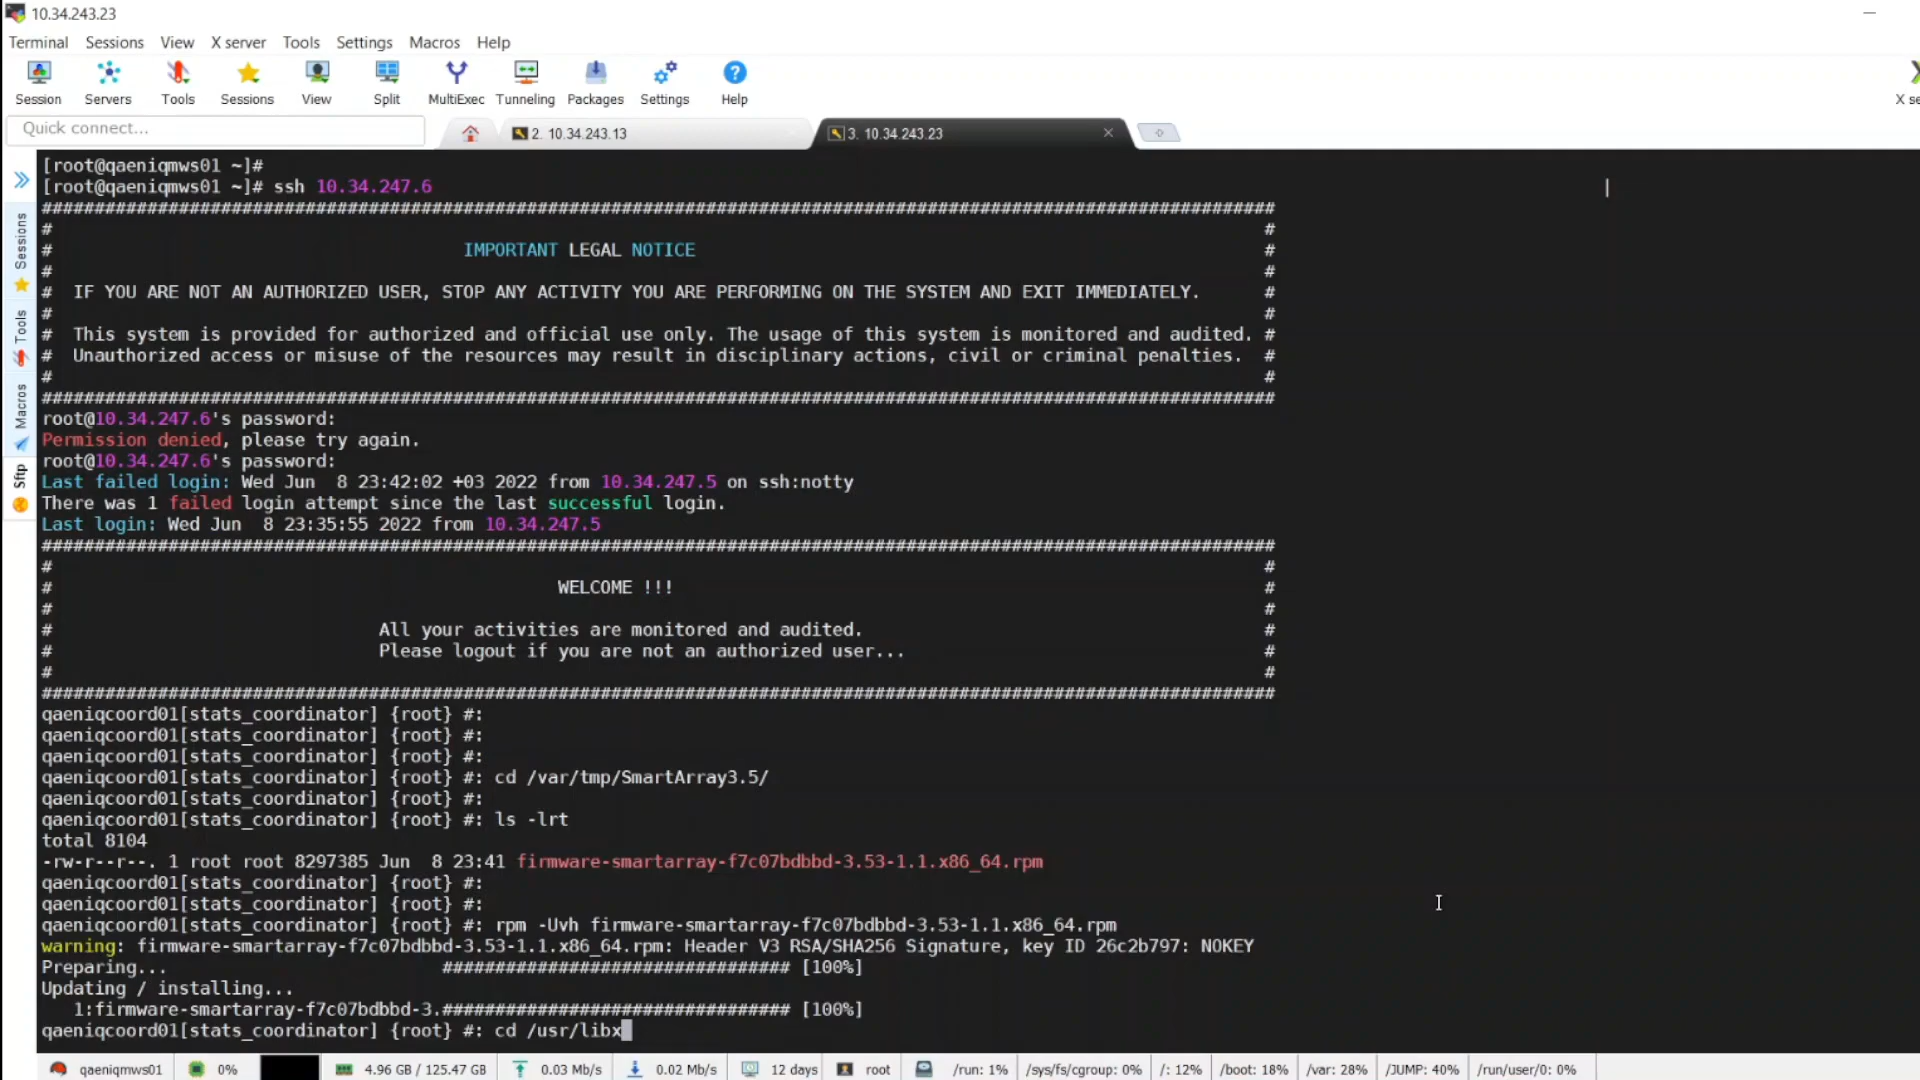 10.34.243.23
Terminal Sessions View X server Tools Settings Macros Help
Session Servers Tools Sessions View Split MultiExec Tunneling Packages Settings Help X se
Quick connect... 2. 10.34.243.13 3. 10.34.243.23
Sessions
Tools
Macros
Sftp
[root@qaeniqmws01 ~]#
[root@qaeniqmws01 ~]# ssh 10.34.247.6
#####################################################################################################################
# #
# IMPORTANT LEGAL NOTICE #
# #
# IF YOU ARE NOT AN AUTHORIZED USER, STOP ANY ACTIVITY YOU ARE PERFORMING ON THE SYSTEM AND EXIT IMMEDIATELY. #
# #
# This system is provided for authorized and official use only. The usage of this system is monitored and audited. #
# Unauthorized access or misuse of the resources may result in disciplinary actions, civil or criminal penalties. #
# #
#####################################################################################################################
root@10.34.247.6's password:
Permission denied, please try again.
root@10.34.247.6's password:
Last failed login: Wed Jun 8 23:42:02 +03 2022 from 10.34.247.5 on ssh:notty
There was 1 failed login attempt since the last successful login.
Last login: Wed Jun 8 23:35:55 2022 from 10.34.247.5
#####################################################################################################################
# #
# WELCOME !!! #
# #
# All your activities are monitored and audited. #
# Please logout if you are not an authorized user... #
# #
#####################################################################################################################
qaeniqcoord01[stats_coordinator] {root} #:
qaeniqcoord01[stats_coordinator] {root} #:
qaeniqcoord01[stats_coordinator] {root} #:
qaeniqcoord01[stats_coordinator] {root} #: cd /var/tmp/SmartArray3.5/
qaeniqcoord01[stats_coordinator] {root} #:
qaeniqcoord01[stats_coordinator] {root} #: ls -lrt
total 8104
-rw-r--r--. 1 root root 8297385 Jun 8 23:41 firmware-smartarray-f7c07bdbbd-3.53-1.1.x86_64.rpm
qaeniqcoord01[stats_coordinator] {root} #:
qaeniqcoord01[stats_coordinator] {root} #:
qaeniqcoord01[stats_coordinator] {root} #: rpm -Uvh firmware-smartarray-f7c07bdbbd-3.53-1.1.x86_64.rpm
warning: firmware-smartarray-f7c07bdbbd-3.53-1.1.x86_64.rpm: Header V3 RSA/SHA256 Signature, key ID 26c2b797: NOKEY
Preparing... ################################# [100%]
Updating / installing...
1:firmware-smartarray-f7c07bdbbd-3.################################# [100%]
qaeniqcoord01[stats_coordinator] {root} #: cd /usr/libx
qaeniqmws01 0% 4.96 GB / 125.47 GB 0.03 Mb/s 0.02 Mb/s 12 days root /run: 1% /sys/fs/cgroup: 0% /: 12% /boot: 18% /var: 28% /JUMP: 40% /run/user/0: 0%